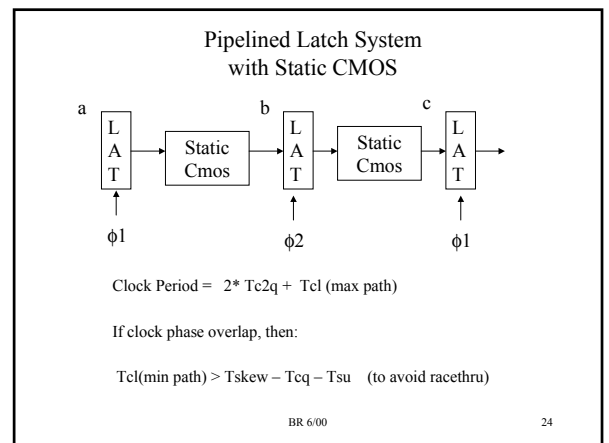 Pipelined Latch System
with Static CMOS
a
b
c
L
A
T
Static
Cmos
L
A
T
Static
Cmos
L
A
T
ϕ1
ϕ2
ϕ1
Clock Period = 2* Tc2q + Tcl (max path)
If clock phase overlap, then:
Tcl(min path) > Tskew – Tcq – Tsu (to avoid racethru)
BR 6/00
24